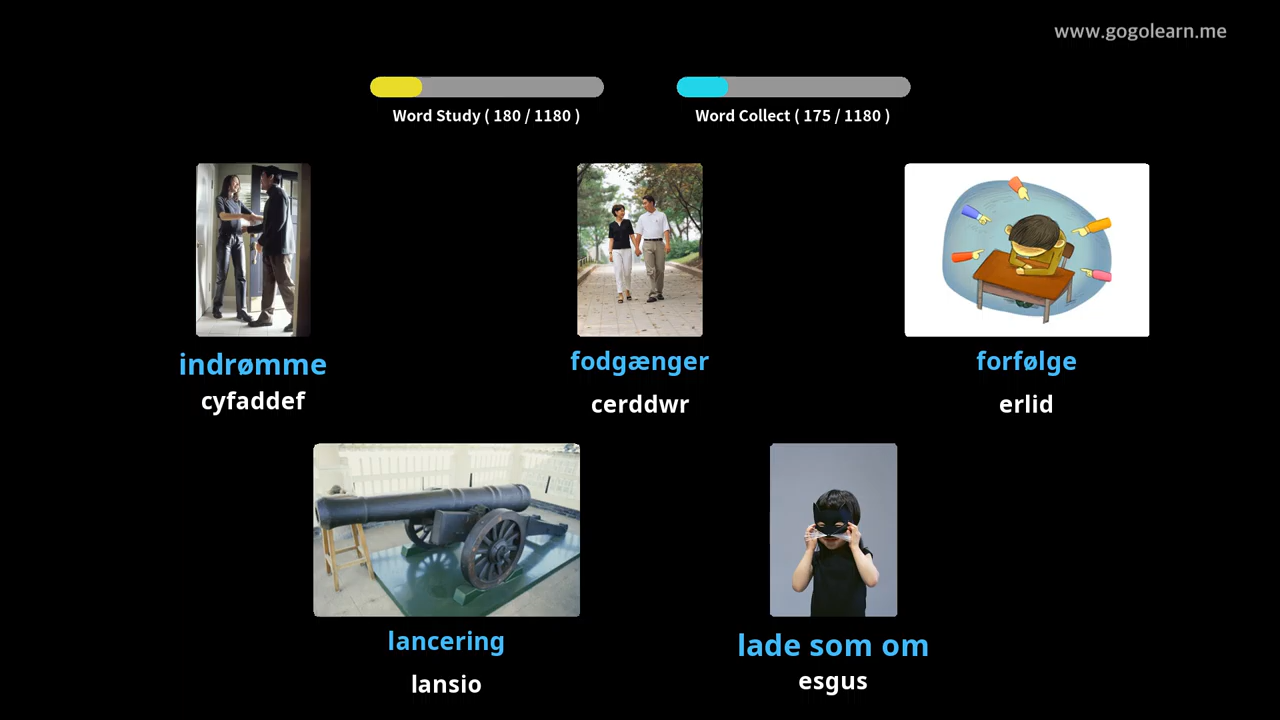 www.gogolearn.me
Word Study ( 180 / 1180 )
Word Collect ( 175 / 1180 )
indrømme
cyfaddef
fodgænger
cerddwr
forfølge
erlid
lancering
lansio
lade som om
esgus